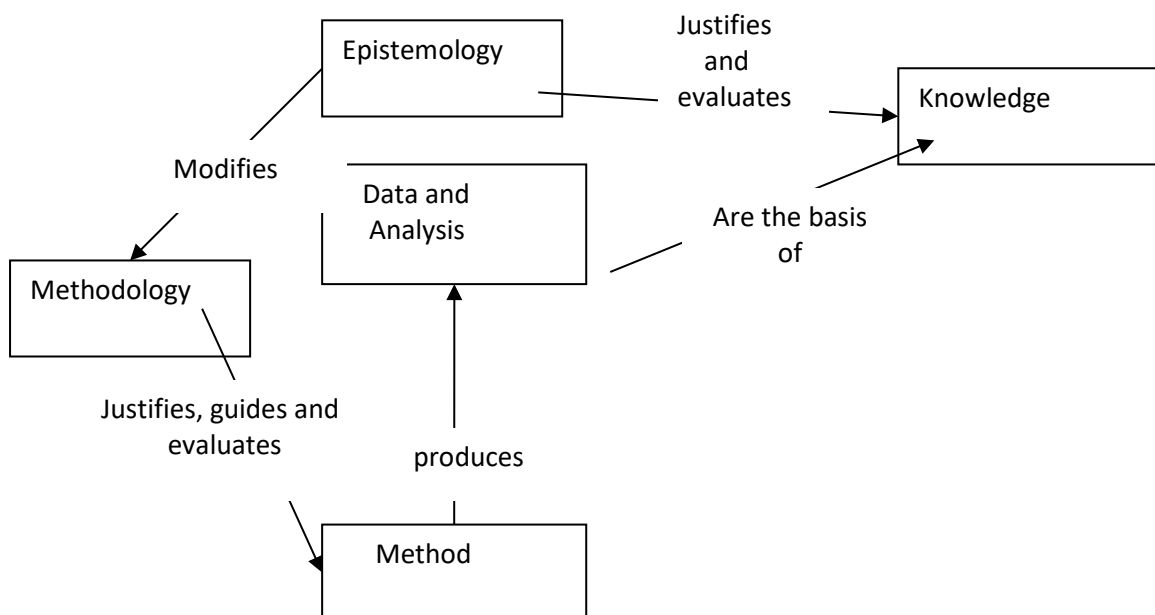 Epistemology
Justifies
and
evaluates
Knowledge
Modifies
Data and
Analysis
Are the basis
of
Methodology
Justifies, guides and
evaluates
produces
Method